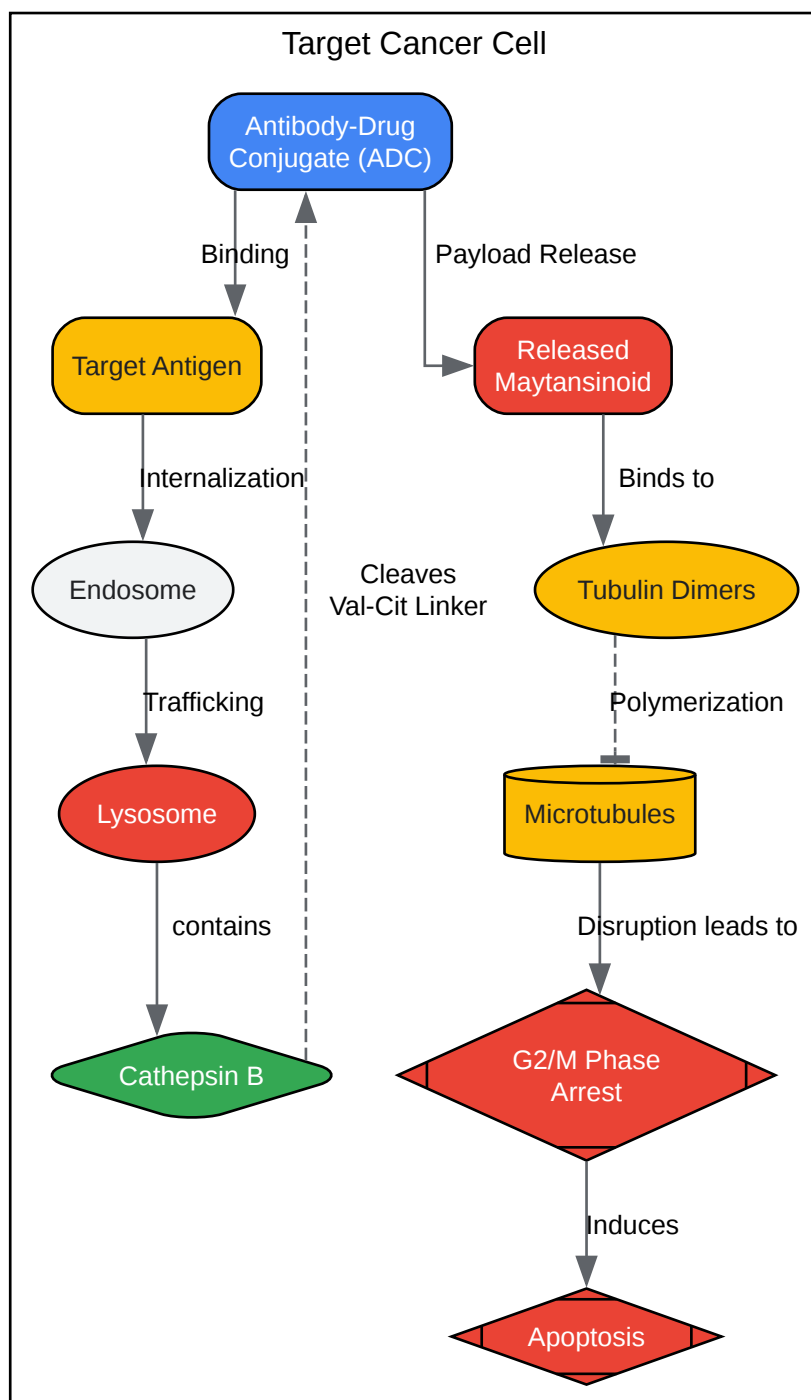 Target Cancer Cell
Antibody-Drug
Conjugate (ADC)
Binding
Payload Release
Target Antigen
Released
Maytansinoid
Internalization
Binds to
Endosome
Cleaves
Val-Cit Linker
Tubulin Dimers
Trafficking
Polymerization
Lysosome
Microtubules
contains
Disruption leads to
Cathepsin B
G2/M Phase
Arrest
Induces
Apoptosis